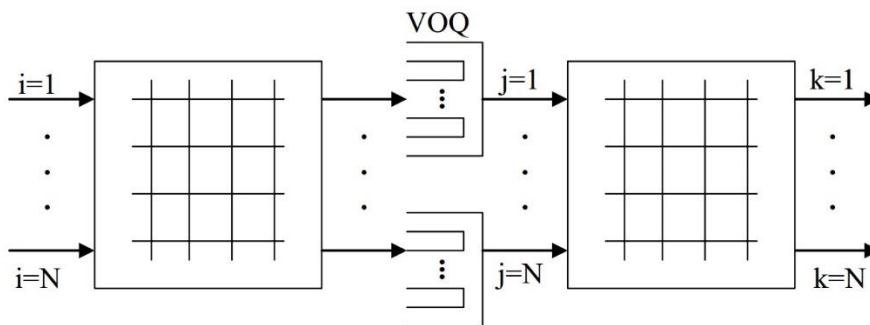 VOQ
i=1
j=1
k=1
i=N
j=N
k=N